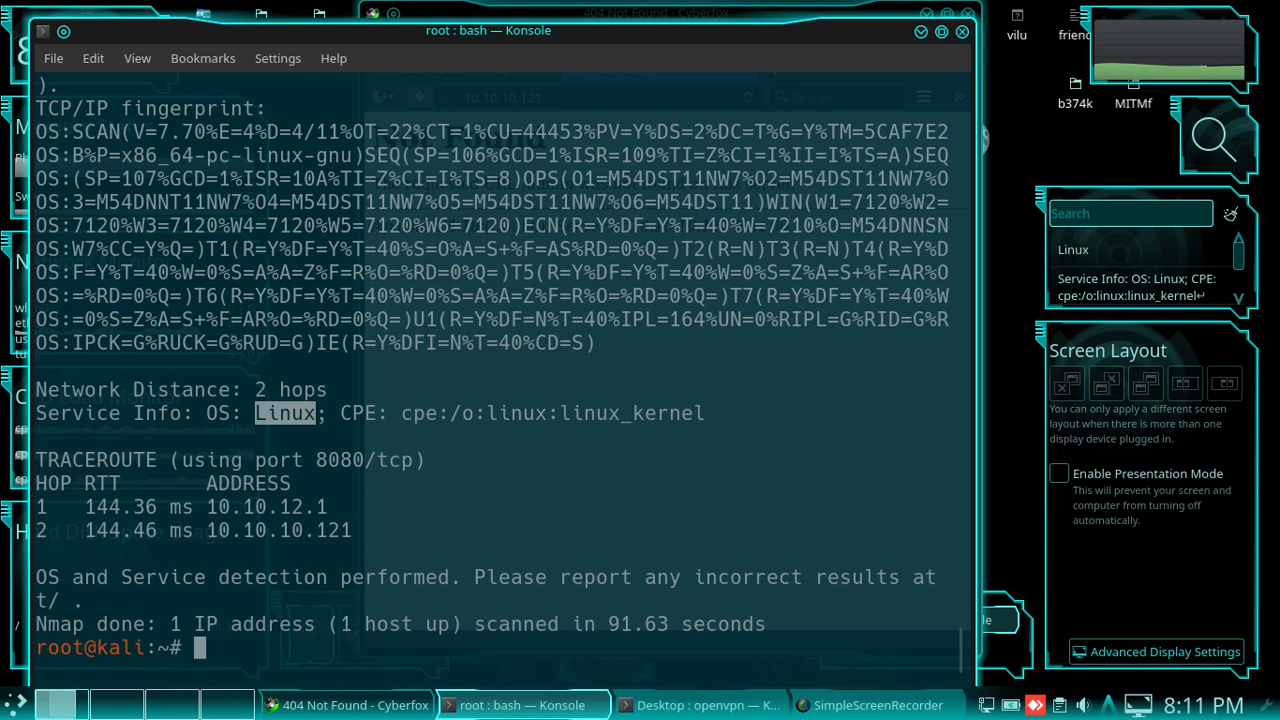 404 Not Found - Cyberfox
root : bash — Konsole
File Edit View Bookmarks Settings Help
).
TCP/IP fingerprint:
OS:SCAN(V=7.70%E=4%D=4/11%OT=22%CT=1%CU=44453%PV=Y%DS=2%DC=T%G=Y%TM=5CAF7E2
OS:B%P=x86_64-pc-linux-gnu)SEQ(SP=106%GCD=1%ISR=109%TI=Z%CI=I%II=I%TS=A)SEQ
OS:(SP=107%GCD=1%ISR=10A%TI=Z%CI=I%TS=8)OPS(O1=M54DST11NW7%O2=M54DST11NW7%O
OS:3=M54DNNT11NW7%O4=M54DST11NW7%O5=M54DST11NW7%O6=M54DST11)WIN(W1=7120%W2=
OS:7120%W3=7120%W4=7120%W5=7120%W6=7120)ECN(R=Y%DF=Y%T=40%W=7210%O=M54DNNSN
OS:W7%CC=Y%Q=)T1(R=Y%DF=Y%T=40%S=O%A=S+%F=AS%RD=0%Q=)T2(R=N)T3(R=N)T4(R=Y%D
OS:F=Y%T=40%W=0%S=A%A=Z%F=R%O=%RD=0%Q=)T5(R=Y%DF=Y%T=40%W=0%S=Z%A=S+%F=AR%O
OS:=%RD=0%Q=)T6(R=Y%DF=Y%T=40%W=0%S=A%A=Z%F=R%O=%RD=0%Q=)T7(R=Y%DF=Y%T=40%W
OS:=0%S=Z%A=S+%F=AR%O=%RD=0%Q=)U1(R=Y%DF=N%T=40%IPL=164%UN=0%RIPL=G%RID=G%R
OS:IPCK=G%RUCK=G%RUD=G)IE(R=Y%DFI=N%T=40%CD=S)
Network Distance: 2 hops
Service Info: OS: Linux; CPE: cpe:/o:linux:linux_kernel
TRACEROUTE (using port 8080/tcp)
HOP RTT ADDRESS
1 144.36 ms 10.10.12.1
2 144.46 ms 10.10.10.121
OS and Service detection performed. Please report any incorrect results at
t/ .
Nmap done: 1 IP address (1 host up) scanned in 91.63 seconds
root@kali:~#
vilu
frien
b374k
MITMf
Search
Linux
Service Info: OS: Linux; CPE:
cpe:/o:linux:linux_kernel↵
Screen Layout
You can only apply a different screen
layout when there is more than one
display device plugged in.
Enable Presentation Mode
This will prevent your screen and
computer from turning off
automatically.
Advanced Display Settings
404 Not Found - Cyberfox
root : bash — Konsole
Desktop : openvpn — K...
SimpleScreenRecorder
8:11 PM